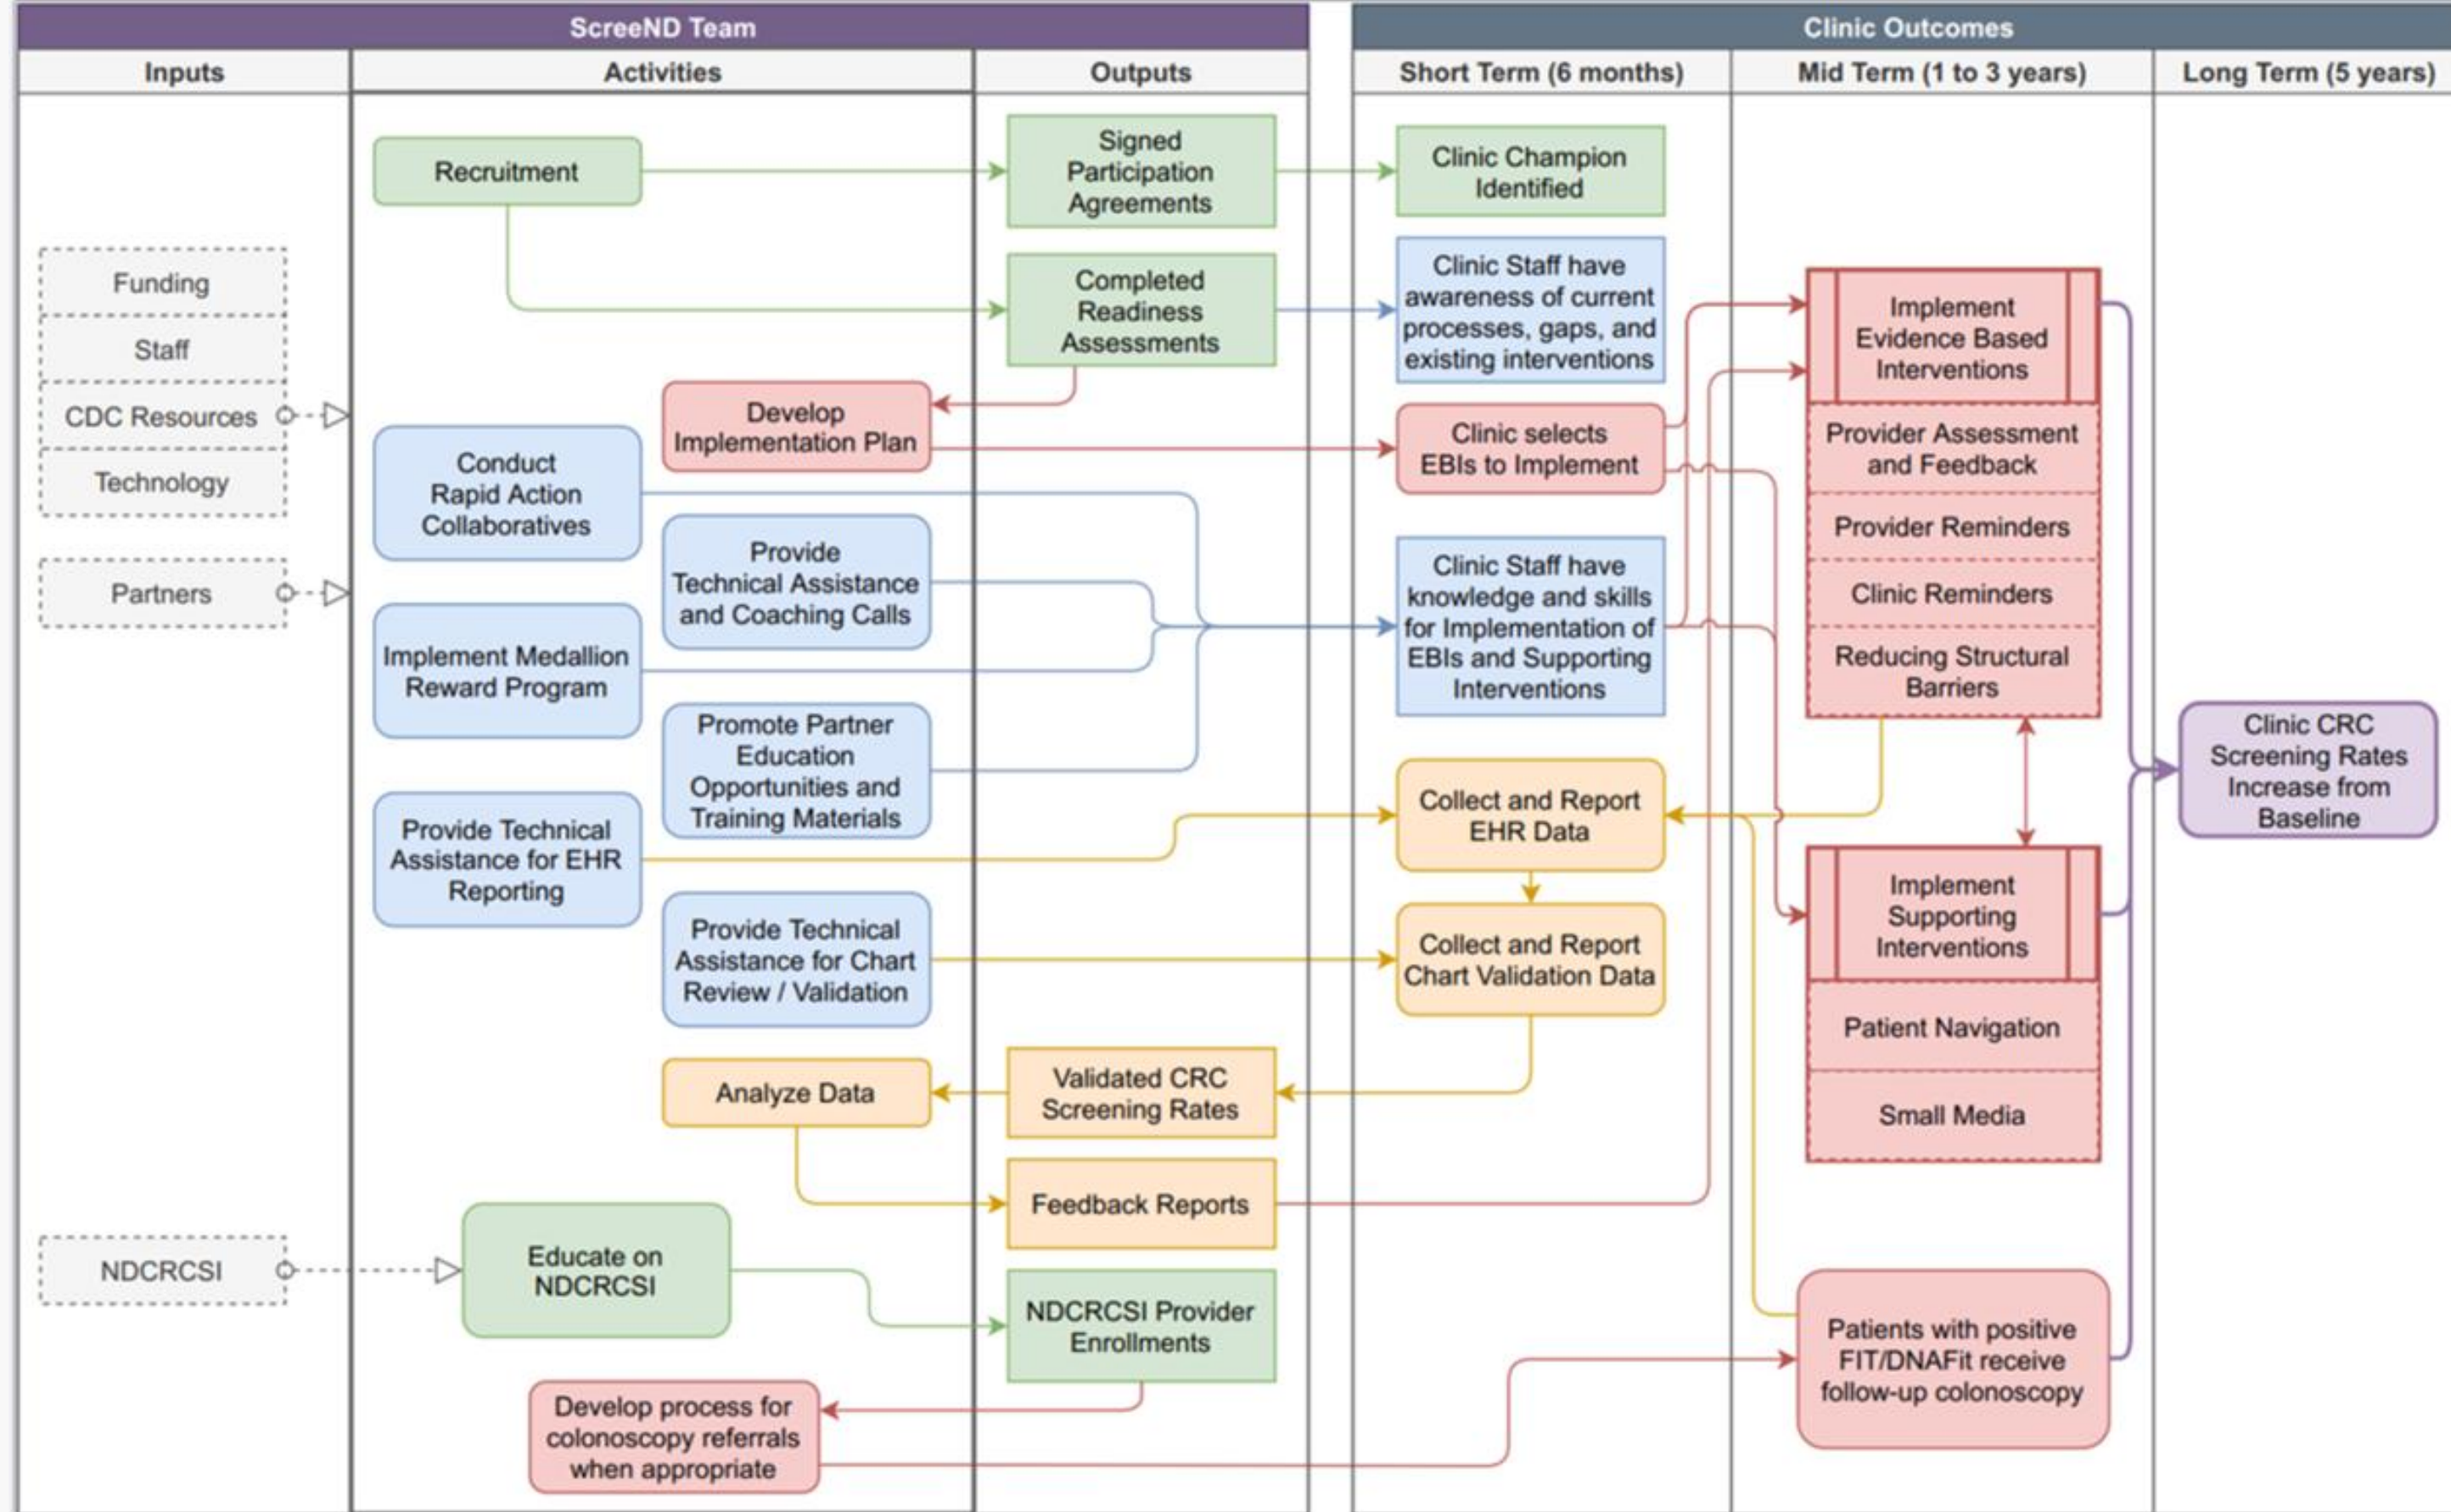 ScreeND Team
Clinic Outcomes
Inputs
Activities
Outputs
Short Term (6 months)
Mid Term (1 to 3 years)
Long Term (5 years)
Funding
Staff
CDC Resources
Technology
Partners
NDCRCSI
Recruitment
Develop
Implementation Plan
Conduct
Rapid Action
Collaboratives
Provide
Technical Assistance
and Coaching Calls
Implement Medallion
Reward Program
Promote Partner
Education
Opportunities and
Training Materials
Provide Technical
Assistance for EHR
Reporting
Provide Technical
Assistance for Chart
Review / Validation
Analyze Data
Educate on
NDCRCSI
Develop process for
colonoscopy referrals
when appropriate
Signed
Participation
Agreements
Completed
Readiness
Assessments
Validated CRC
Screening Rates
Feedback Reports
NDCRCSI Provider
Enrollments
Clinic Champion
Identified
Clinic Staff have
awareness of current
processes, gaps, and
existing interventions
Clinic selects
EBIs to Implement
Clinic Staff have
knowledge and skills
for Implementation of
EBIs and Supporting
Interventions
Collect and Report
EHR Data
Collect and Report
Chart Validation Data
Implement
Evidence Based
Interventions
Provider Assessment
and Feedback
Provider Reminders
Clinic Reminders
Reducing Structural
Barriers
Implement
Supporting
Interventions
Patient Navigation
Small Media
Patients with positive
FIT/DNAFit receive
follow-up colonoscopy
Clinic CRC
Screening Rates
Increase from
Baseline